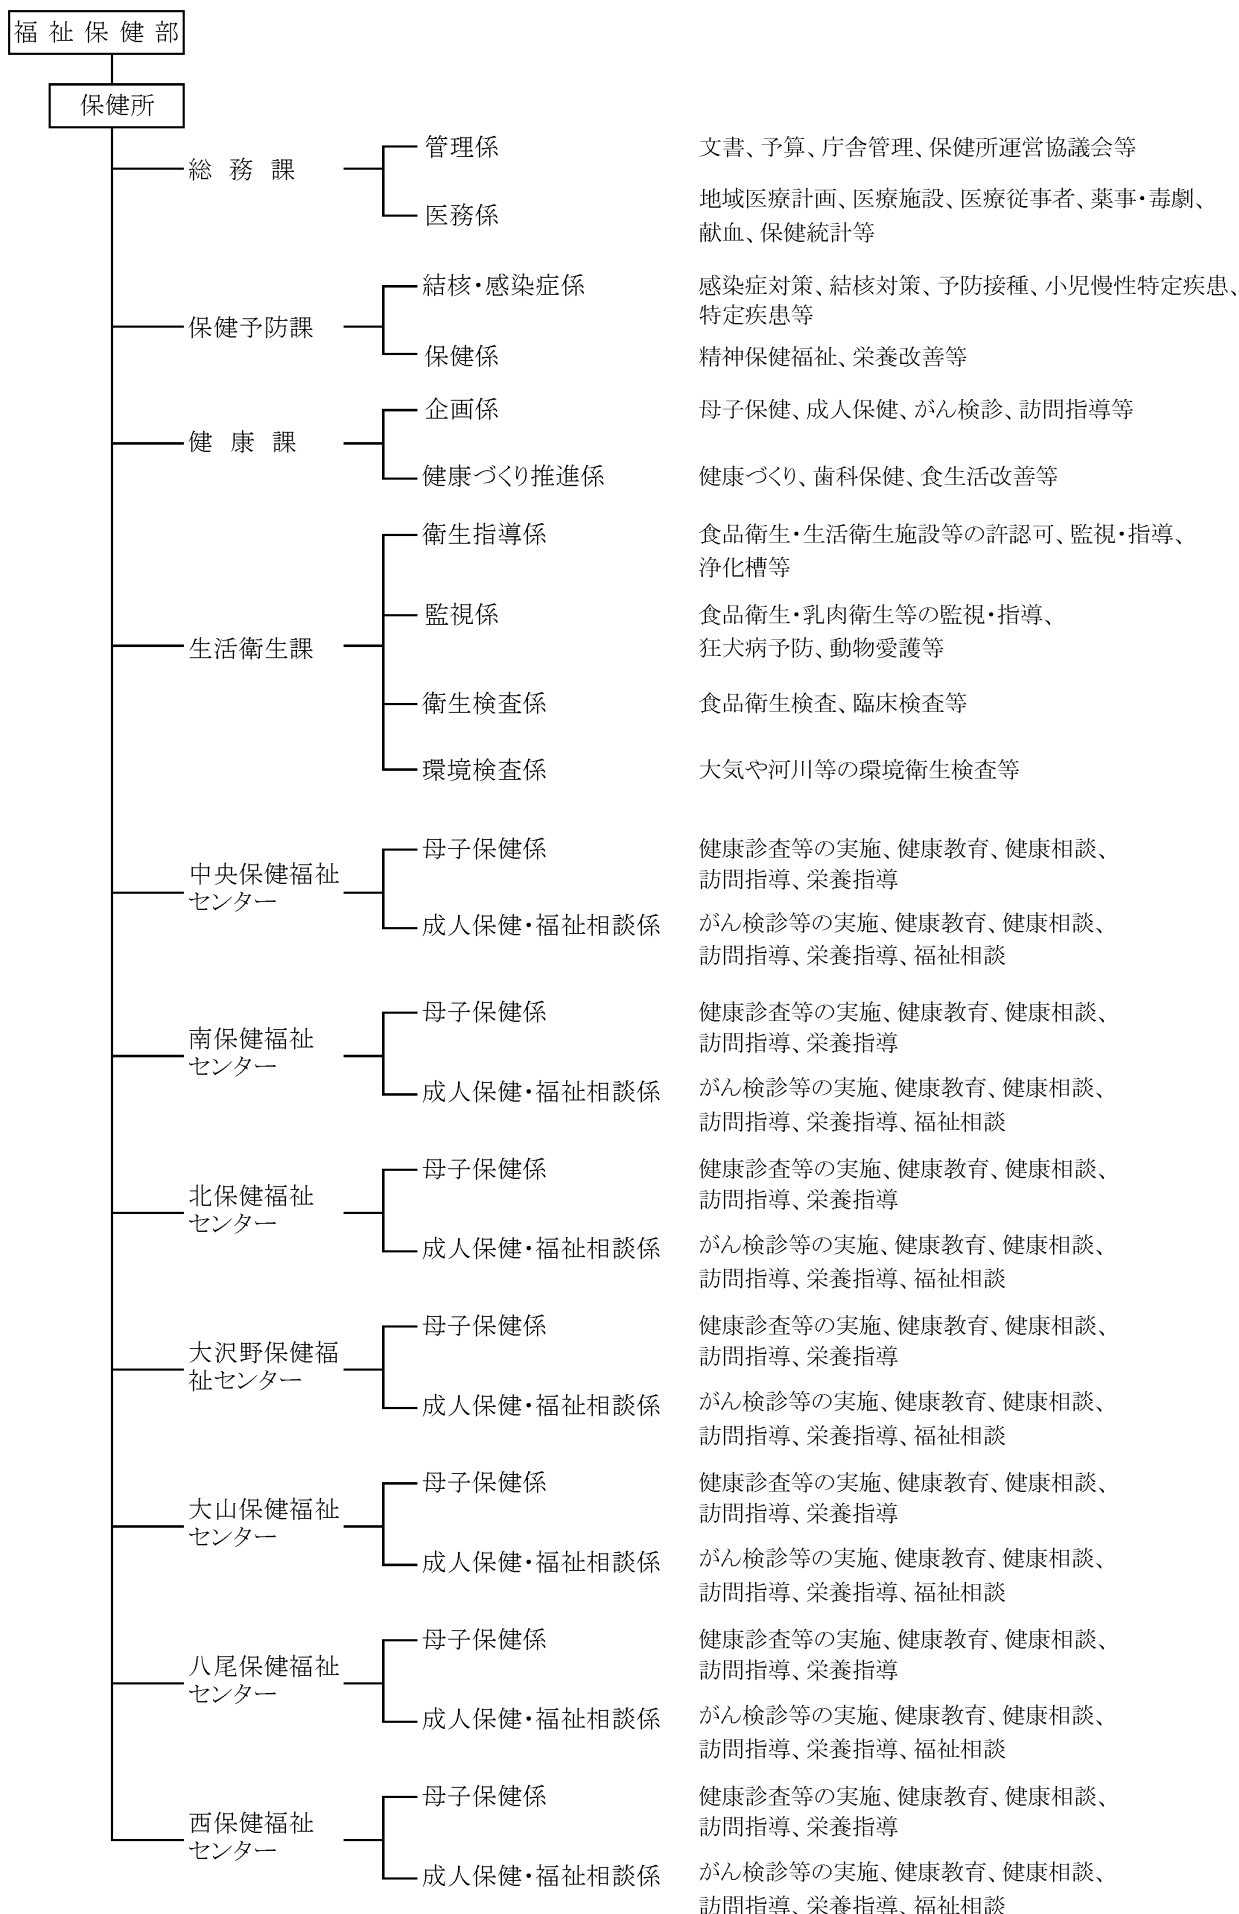 福祉保健部
保健所
総務課
管理係
文書、予算、庁舎管理、保健所運営協議会等
医務係
地域医療計画、医療施設、医療従事者、薬事・毒劇、
献血、保健統計等
保健予防課
結核・感染症係
感染症対策、結核対策、予防接種、小児慢性特定疾患、
特定疾患等
保健係
精神保健福祉、栄養改善等
健康課
企画係
母子保健、成人保健、がん検診、訪問指導等
健康づくり推進係
健康づくり、歯科保健、食生活改善等
生活衛生課
衛生指導係
食品衛生・生活衛生施設等の許認可、監視・指導、
浄化槽等
監視係
食品衛生・乳肉衛生等の監視・指導、
狂犬病予防、動物愛護等
衛生検査係
食品衛生検査、臨床検査等
環境検査係
大気や河川等の環境衛生検査等
中央保健福祉
センター
母子保健係
健康診査等の実施、健康教育、健康相談、
訪問指導、栄養指導
成人保健・福祉相談係
がん検診等の実施、健康教育、健康相談、
訪問指導、栄養指導、福祉相談
南保健福祉
センター
母子保健係
健康診査等の実施、健康教育、健康相談、
訪問指導、栄養指導
成人保健・福祉相談係
がん検診等の実施、健康教育、健康相談、
訪問指導、栄養指導、福祉相談
北保健福祉
センター
母子保健係
健康診査等の実施、健康教育、健康相談、
訪問指導、栄養指導
成人保健・福祉相談係
がん検診等の実施、健康教育、健康相談、
訪問指導、栄養指導、福祉相談
大沢野保健福
祉センター
母子保健係
健康診査等の実施、健康教育、健康相談、
訪問指導、栄養指導
成人保健・福祉相談係
がん検診等の実施、健康教育、健康相談、
訪問指導、栄養指導、福祉相談
大山保健福祉
センター
母子保健係
健康診査等の実施、健康教育、健康相談、
訪問指導、栄養指導
成人保健・福祉相談係
がん検診等の実施、健康教育、健康相談、
訪問指導、栄養指導、福祉相談
八尾保健福祉
センター
母子保健係
健康診査等の実施、健康教育、健康相談、
訪問指導、栄養指導
成人保健・福祉相談係
がん検診等の実施、健康教育、健康相談、
訪問指導、栄養指導、福祉相談
西保健福祉
センター
母子保健係
健康診査等の実施、健康教育、健康相談、
訪問指導、栄養指導
成人保健・福祉相談係
がん検診等の実施、健康教育、健康相談、
訪問指導、栄養指導、福祉相談